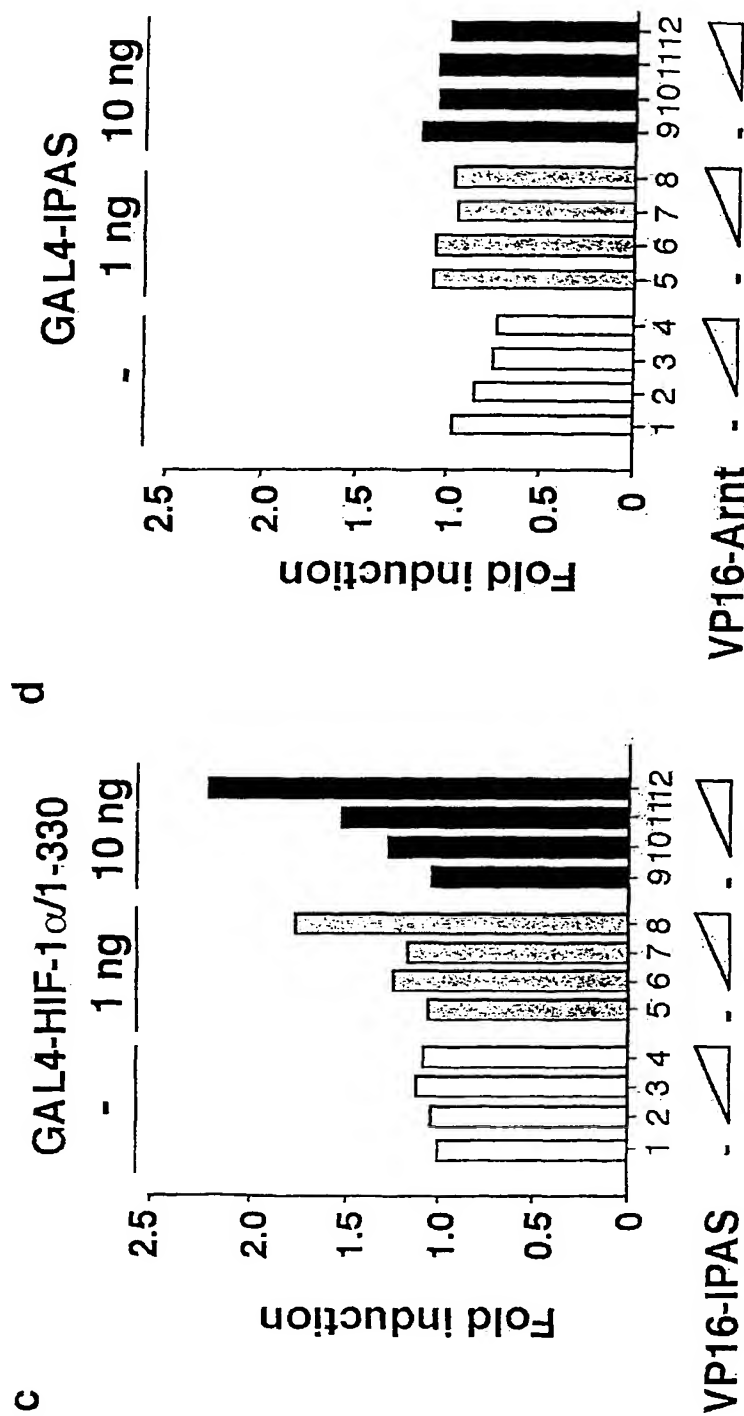 c
GAL4-HIF-1α/1-330
- 1 ng 10 ng
Fold induction
2.5
2.0
1.5
1.0
0.5
0
1 2 3 4 5 6 7 8 9 10 11 12
VP16-IPAS - - -
d
GAL4-IPAS
- 1 ng 10 ng
Fold induction
2.5
2.0
1.5
1.0
0.5
0
1 2 3 4 5 6 7 8 9 10 11 12
VP16-Arnt - - -